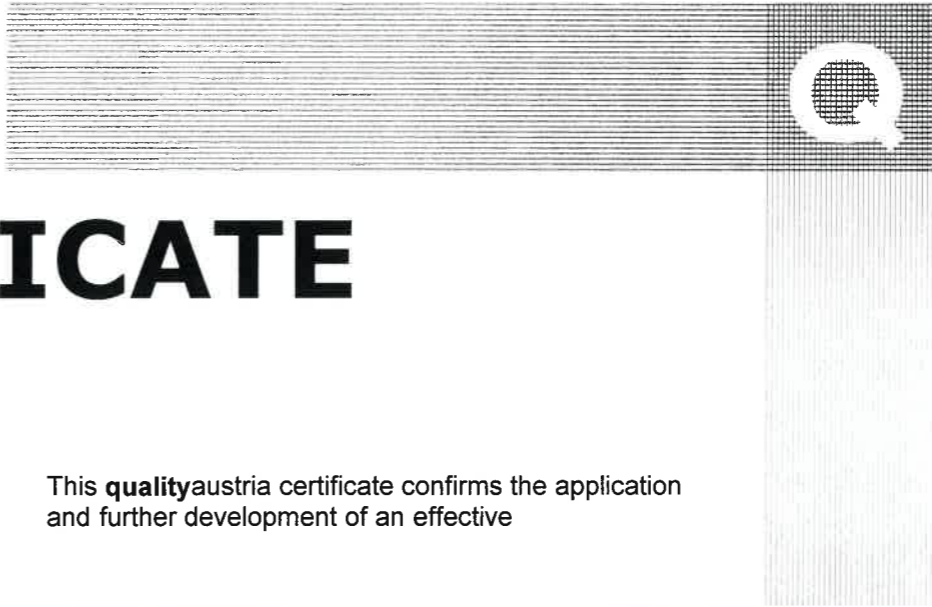 Q
ICATE
This qualityaustria certificate confirms the application
and further development of an effective